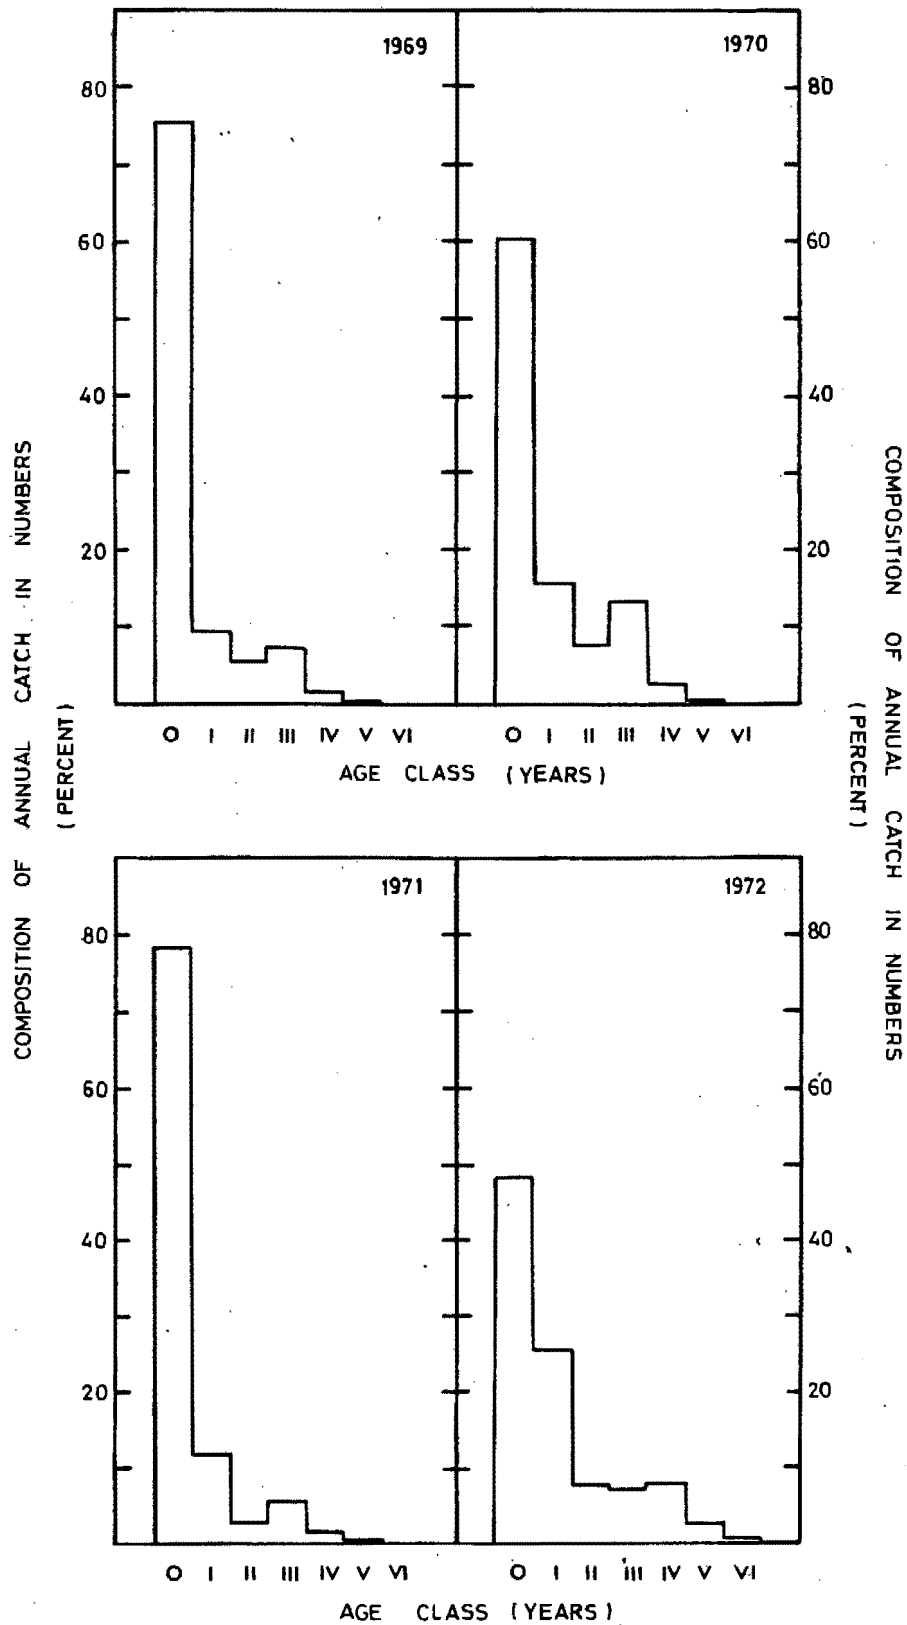 1969
1970
80
60
40
20
80
60
40
20
O I II III IV V VI
O I II III IV V VI
AGE CLASS (YEARS)
COMPOSITION OF ANNUAL CATCH IN NUMBERS
(PERCENT)
COMPOSITION OF ANNUAL CATCH IN NUMBERS
(PERCENT)
1971
1972
80
60
40
20
80
60
40
20
O I II III IV V VI
O I II III IV V VI
AGE CLASS (YEARS)